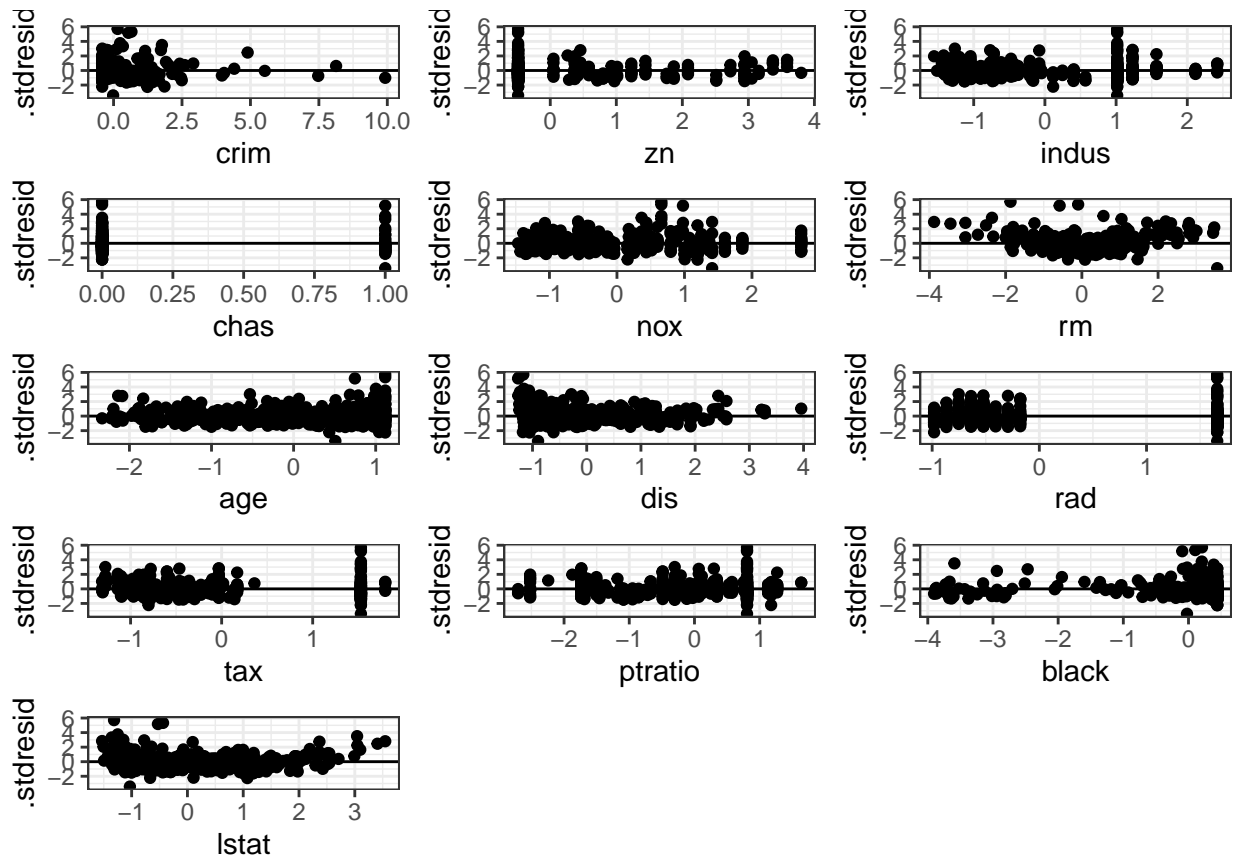 .stdresid
6
4
2
0
−2
0.0 2.5 5.0 7.5 10.0
crim
.stdresid
6
4
2
0
−2
0 1 2 3 4
zn
.stdresid
6
4
2
0
−2
−1 0 1 2
indus
.stdresid
6
4
2
0
−2
0.00 0.25 0.50 0.75 1.00
chas
.stdresid
6
4
2
0
−2
−1 0 1 2
nox
.stdresid
6
4
2
0
−2
−4 −2 0 2
rm
.stdresid
6
4
2
0
−2
−2 −1 0 1
age
.stdresid
6
4
2
0
−2
−1 0 1 2 3 4
dis
.stdresid
6
4
2
0
−2
−1 0 1
rad
.stdresid
6
4
2
0
−2
−1 0 1
tax
.stdresid
6
4
2
0
−2
−2 −1 0 1
ptratio
.stdresid
6
4
2
0
−2
−4 −3 −2 −1 0
black
.stdresid
6
4
2
0
−2
−1 0 1 2 3
lstat